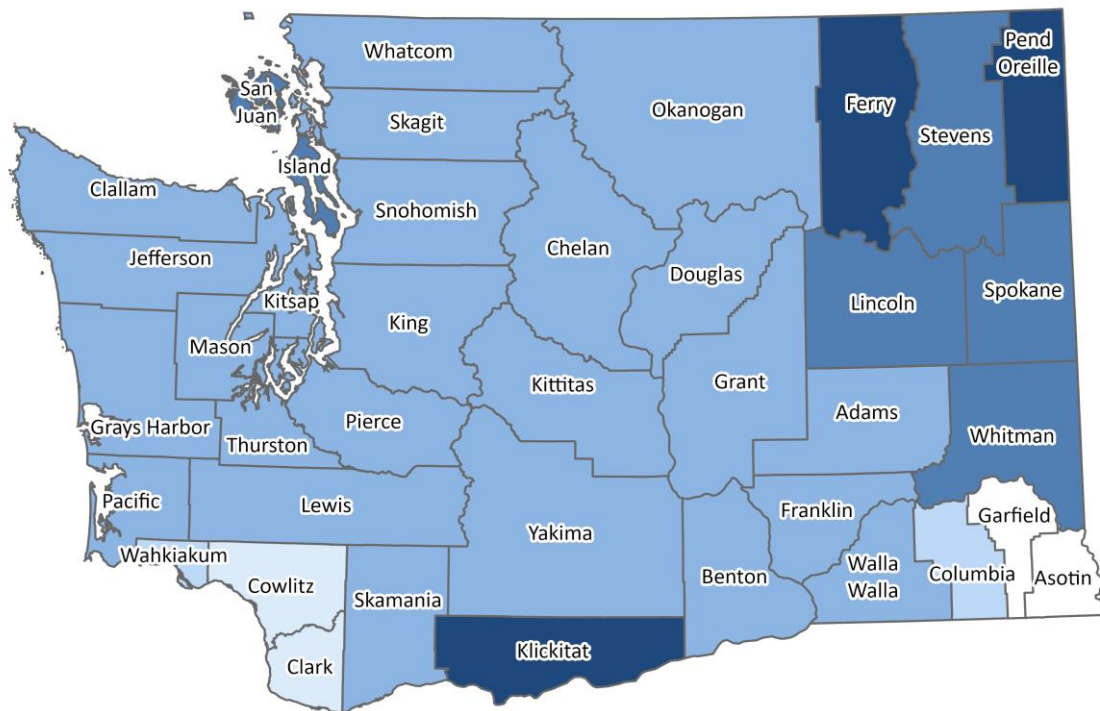 Whatcom
Okanogan
Ferry
Pend
Oreille
San
Juan
Skagit
Stevens
Island
Clallam
Snohomish
Jefferson
Chelan
Douglas
Kitsap
Lincoln
Spokane
King
Mason
Kittitas
Grant
Adams
Pierce
Grays Harbor
Thurston
Whitman
Pacific
Lewis
Yakima
Franklin
Garfield
Wahkiakum
Cowlitz
Skamania
Benton
Walla
Walla
Columbia
Asotin
Clark
Klickitat